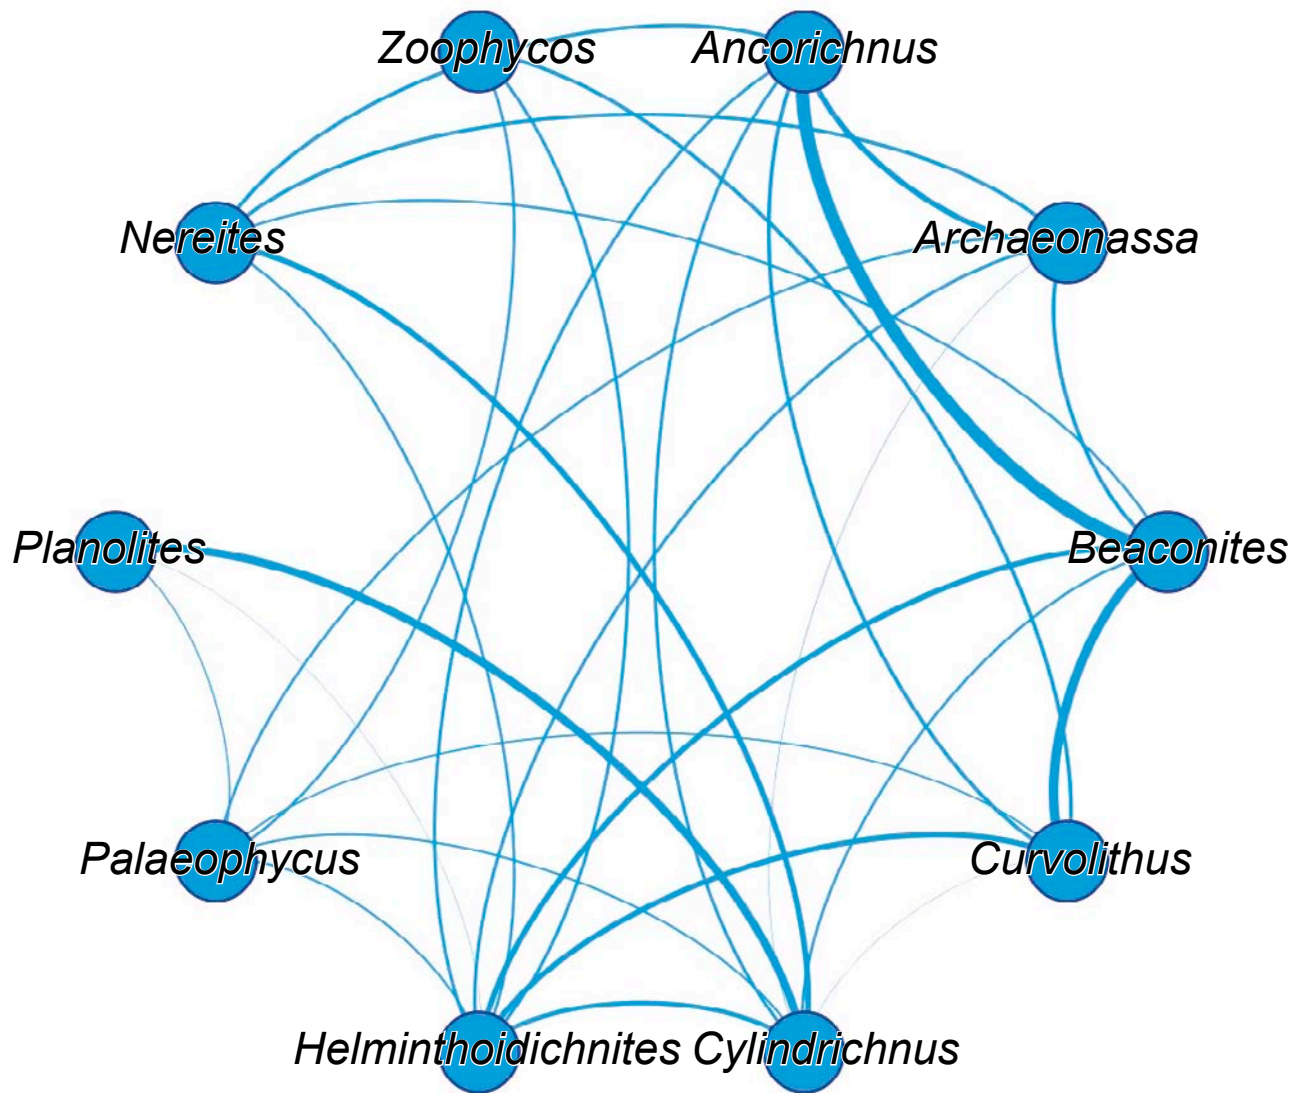 Zoophycos
Ancorichnus
Nereites
Archaeonassa
Planolites
Beaconites
Palaeophycus
Curvolithus
Helminthoidichnites
Cylindrichnus